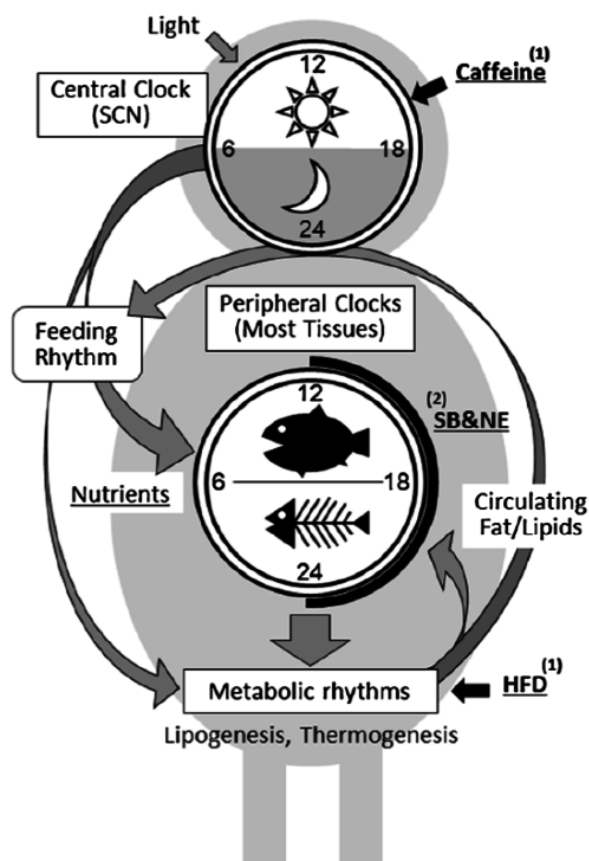 Light
12
Caffeine(1)
Central Clock
(SCN)
6
18
24
Peripheral Clocks
(Most Tissues)
Feeding
Rhythm
12
(2)
SB&NE
6
18
Nutrients
Circulating
Fat/Lipids
24
Metabolic rhythms
HFD(1)
Lipogenesis, Thermogenesis